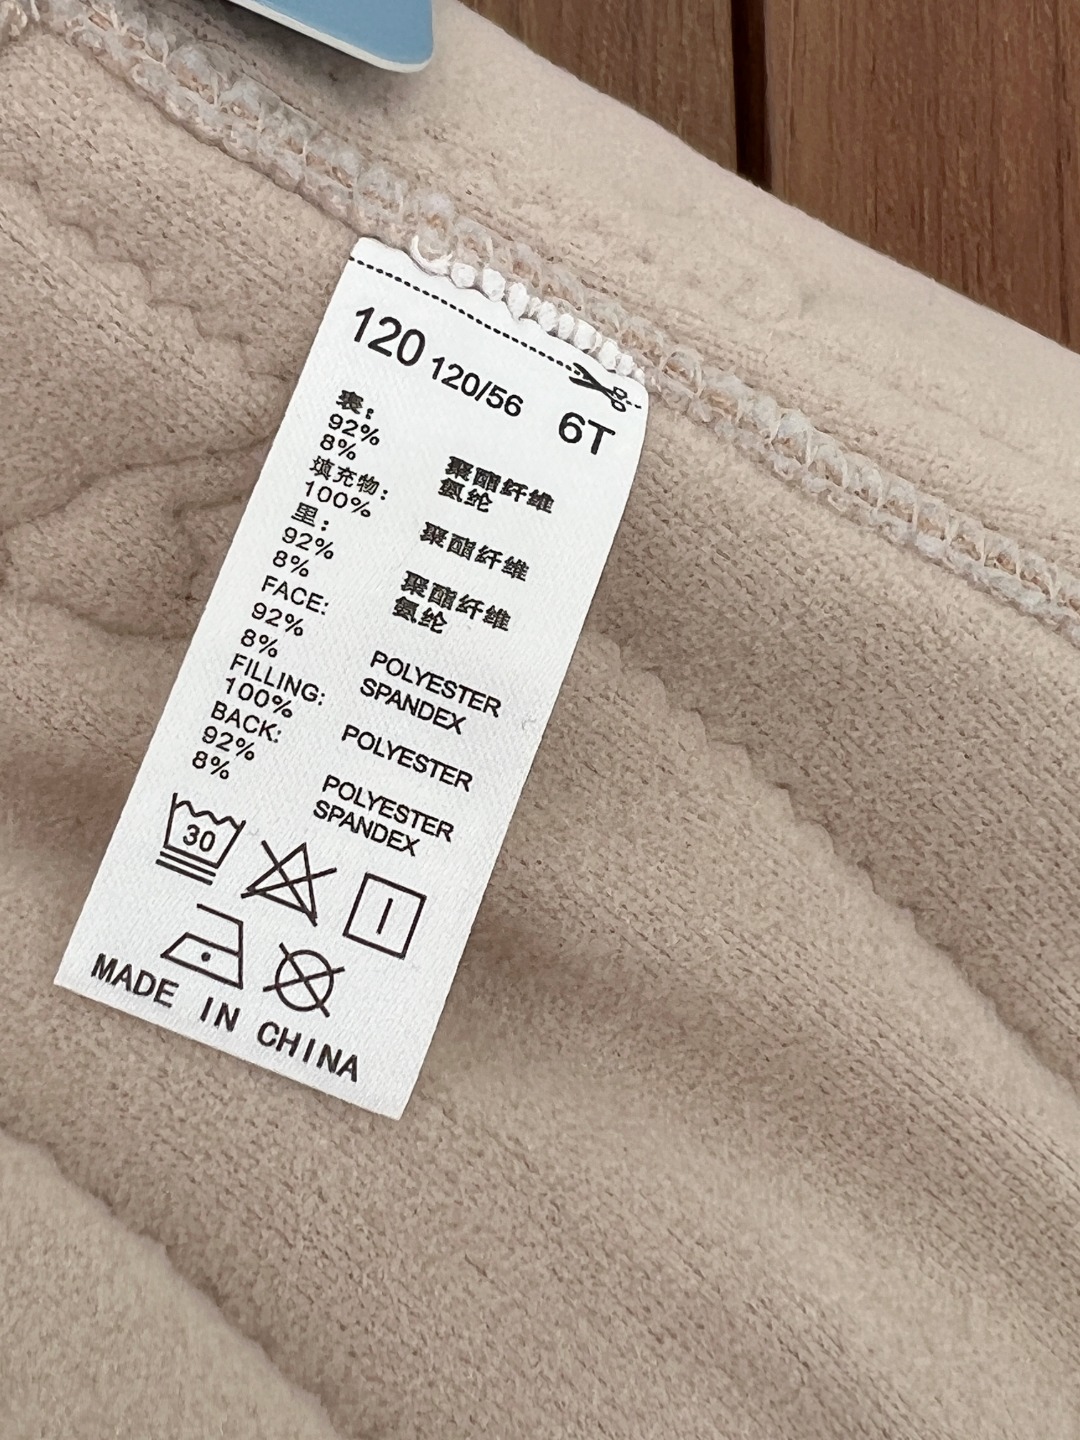 120 120/56 6T
表：
92% 聚酯纤维
8% 氨纶
填充物：
100% 聚酯纤维
里：
92% 聚酯纤维
8% 氨纶
FACE:
92% POLYESTER
8% SPANDEX
FILLING:
100% POLYESTER
BACK:
92% POLYESTER
8% SPANDEX
30
MADE IN CHINA